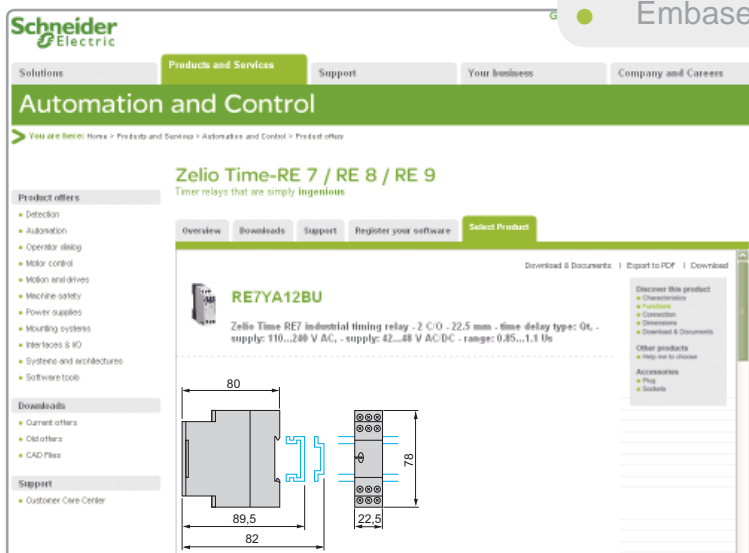 Schneider
Electric
G
Embase
Solutions
Products and Services
Support
Your business
Company and Careers
Automation and Control
You are here: Home > Products and Services > Automation and Control > Product offers
Zelio Time-RE 7 / RE 8 / RE 9
Timer relays that are simply ingenious
Product offers
Detection
Automation
Operator dialog
Motor control
Motion and drives
Machine safety
Power supplies
Mounting systems
Interfaces & I/O
Systems and architectures
Software tools
Downloads
Current offers
Old offers
CAD Files
Support
Customer Care Center
Overview
Downloads
Support
Register your software
Select Product
Download & Documents | Export to PDF | Download
RE7YA12BU
Zelio Time RE7 industrial timing relay - 2 C/O - 22.5 mm - time delay type: Qt, -
supply: 110...240 V AC, - supply: 42...48 V AC/DC - range: 0.85...1.1 Us
Discover this product
Characteristics
Functions
Connection
Dimensions
Download & Documents
Other products
Help me to choose
Accessories
Plug
Sockets
80
78
89,5
22,5
82